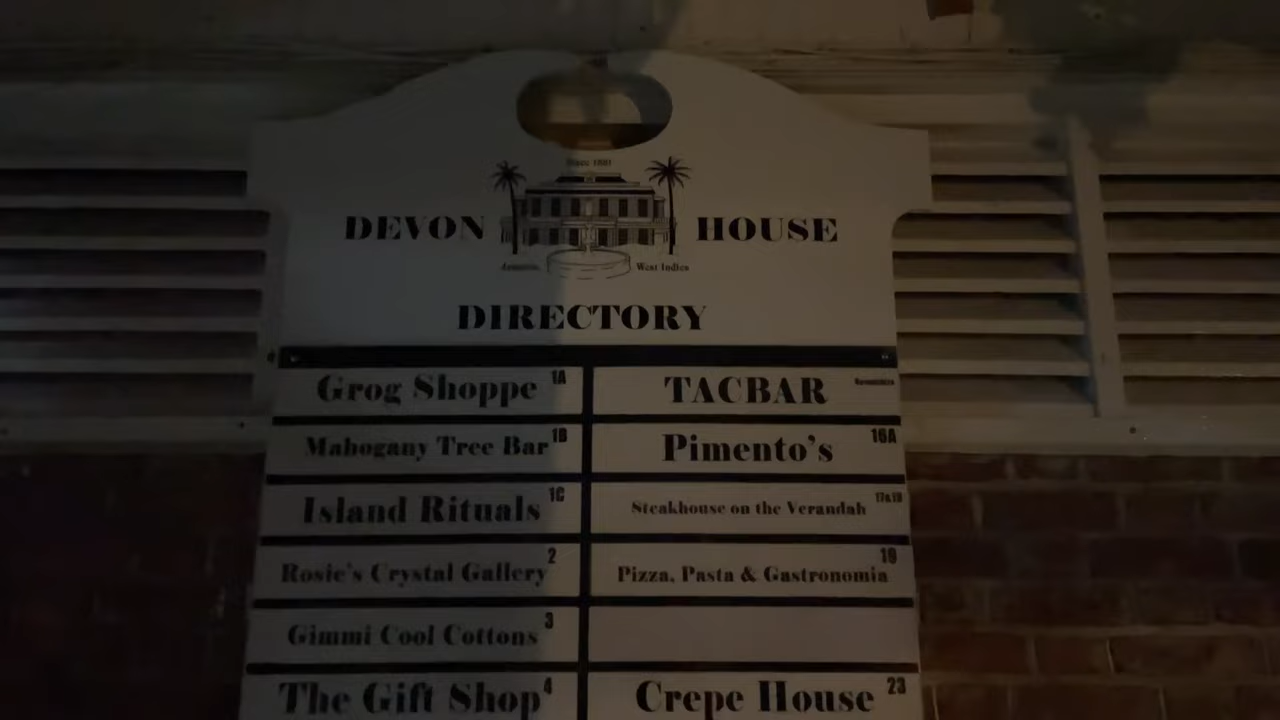 Since 1881
DEVON HOUSE
Jamaica, West Indies
DIRECTORY
Grog Shoppe 1A
TACBAR
Mahogany Tree Bar 1B
Pimento's 16A
Island Rituals 1C
Steakhouse on the Verandah
Rosie's Crystal Gallery 2
Pizza, Pasta & Gastronomia 19
Gimmi Cool Cottons 3
The Gift Shop 4
Crepe House 23